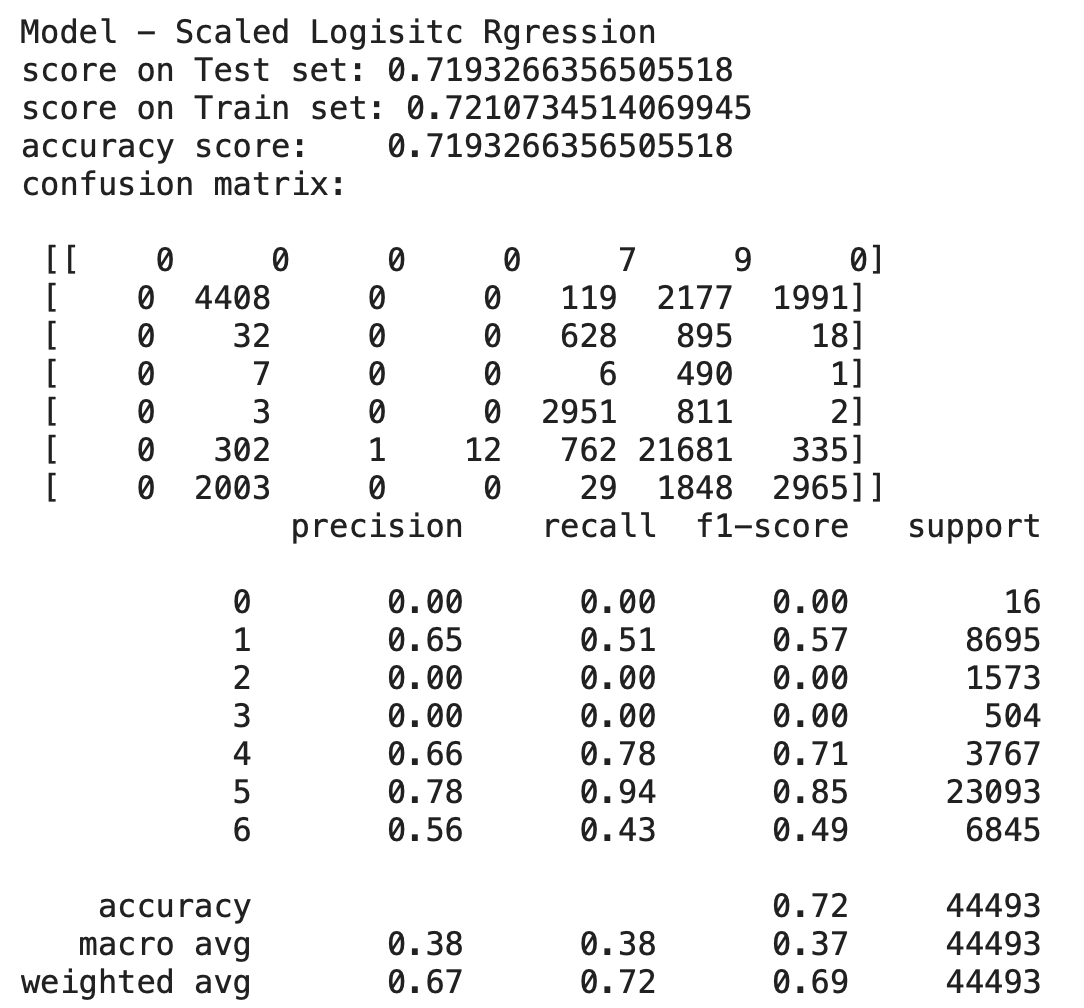 Model - Scaled Logisitc Rgression
score on Test set: 0.7193266356505518
score on Train set: 0.7210734514069945
accuracy score:    0.7193266356505518
confusion matrix:

 [[    0     0     0     0     7     9     0]
 [    0  4408     0     0   119  2177  1991]
 [    0    32     0     0   628   895    18]
 [    0     7     0     0     6   490     1]
 [    0     3     0     0  2951   811     2]
 [    0   302     1    12   762 21681   335]
 [    0  2003     0     0    29  1848  2965]]
              precision    recall  f1-score   support

           0       0.00      0.00      0.00        16
           1       0.65      0.51      0.57      8695
           2       0.00      0.00      0.00      1573
           3       0.00      0.00      0.00       504
           4       0.66      0.78      0.71      3767
           5       0.78      0.94      0.85     23093
           6       0.56      0.43      0.49      6845

    accuracy                           0.72     44493
   macro avg       0.38      0.38      0.37     44493
weighted avg       0.67      0.72      0.69     44493